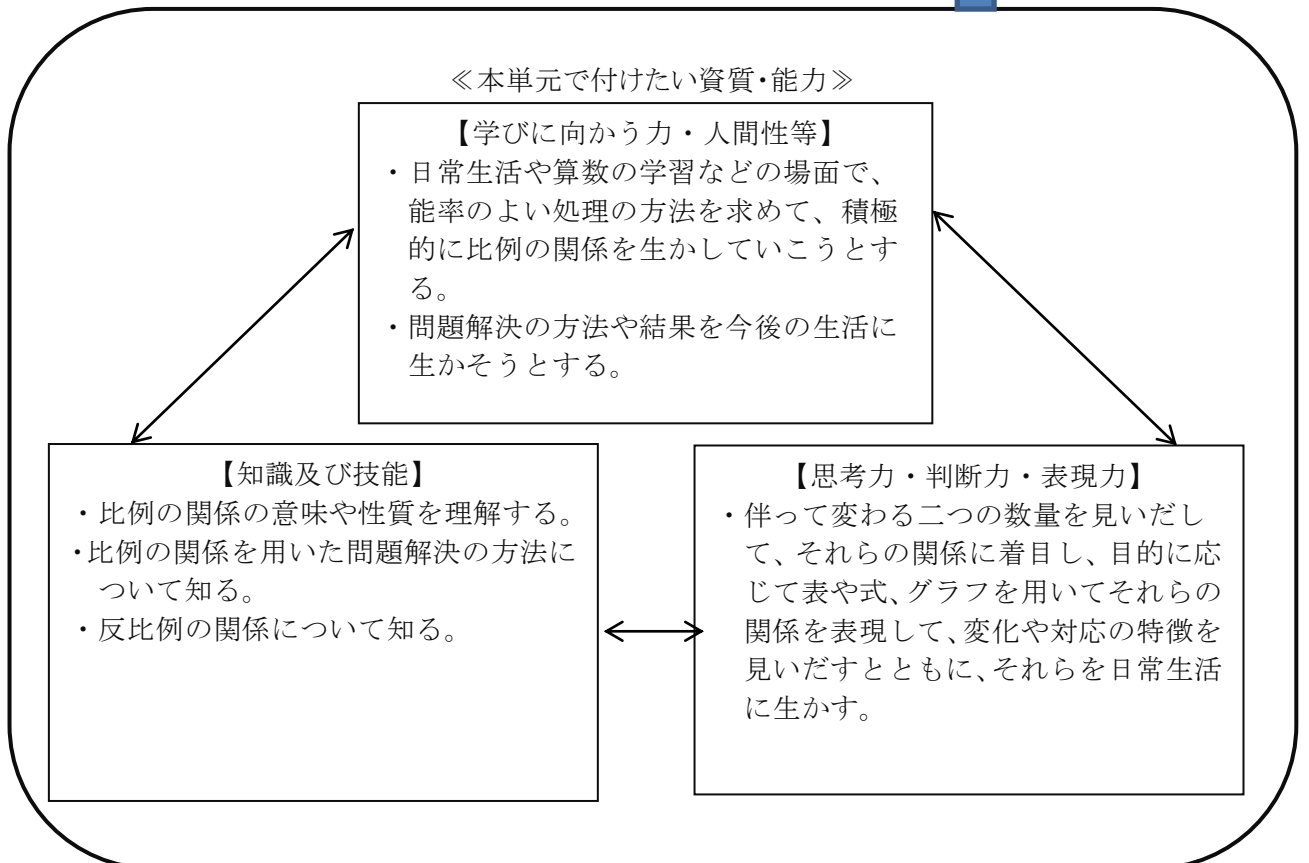 ≪本単元で付けたい資質・能力≫
【学びに向かう力・人間性等】
・日常生活や算数の学習などの場面で、
能率のよい処理の方法を求めて、積極
的に比例の関係を生かしていこうとす
る。
・問題解決の方法や結果を今後の生活に
生かそうとする。
【知識及び技能】
・比例の関係の意味や性質を理解する。
・比例の関係を用いた問題解決の方法に
ついて知る。
・反比例の関係について知る。
【思考力・判断力・表現力】
・伴って変わる二つの数量を見いだし
て、それらの関係に着目し、目的に応
じて表や式、グラフを用いてそれらの
関係を表現して、変化や対応の特徴を
見いだすとともに、それらを日常生活
に生かす。